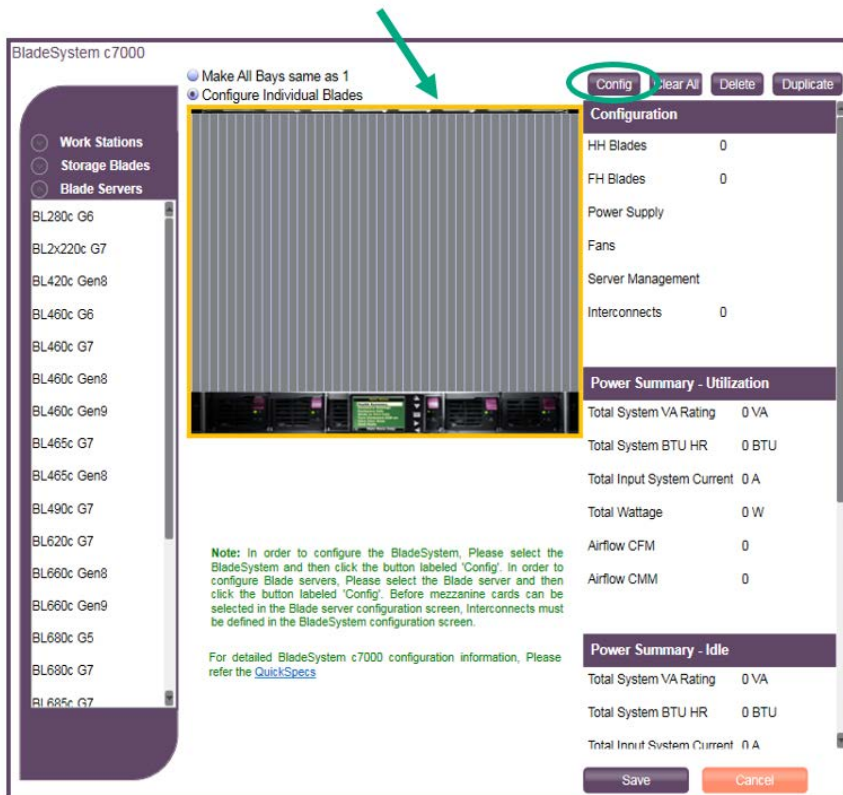 BladeSystem c7000
Make All Bays same as 1
Configure Individual Blades
Config
Clear All
Delete
Duplicate
Work Stations
Storage Blades
Blade Servers
BL280c G6
BL2x220c G7
BL420c Gen8
BL460c G6
BL460c G7
BL460c Gen8
BL460c Gen9
BL465c G7
BL465c Gen8
BL490c G7
BL620c G7
BL660c Gen8
BL660c Gen9
BL680c G5
BL680c G7
BL685c G7
Note: In order to configure the BladeSystem, Please select the
BladeSystem and then click the button labeled 'Config'. In order to
configure Blade servers, Please select the Blade server and then
click the button labeled 'Config'. Before mezzanine cards can be
selected in the Blade server configuration screen, Interconnects must
be defined in the BladeSystem configuration screen.
For detailed BladeSystem c7000 configuration information, Please
refer the QuickSpecs
Configuration
HH Blades 0
FH Blades 0
Power Supply
Fans
Server Management
Interconnects 0
Power Summary - Utilization
Total System VA Rating 0 VA
Total System BTU HR 0 BTU
Total Input System Current 0 A
Total Wattage 0 W
Airflow CFM 0
Airflow CMM 0
Power Summary - Idle
Total System VA Rating 0 VA
Total System BTU HR 0 BTU
Total Input System Current 0 A
Save
Cancel